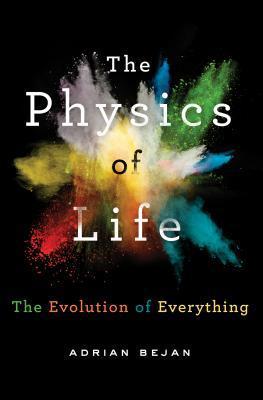 The
Physics
of
Life
The Evolution of Everything
ADRIAN BEJAN